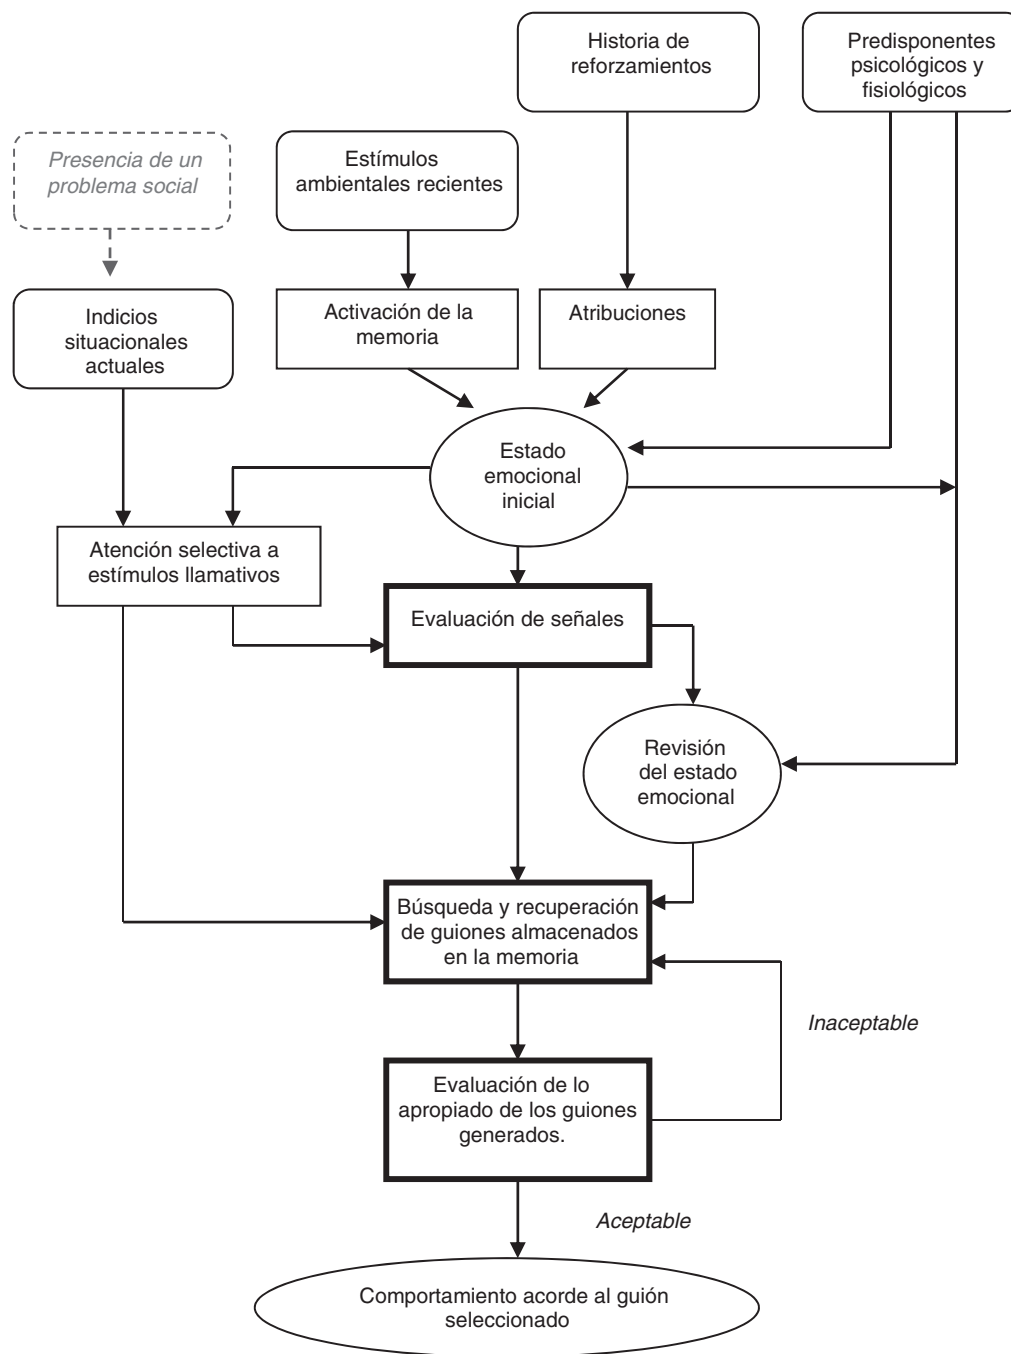 Historia de
reforzamientos
Predisponentes
psicológicos y
fisiológicos
Presencia de un
problema social
Estímulos
ambientales recientes
Indicios
situacionales
actuales
Activación de la
memoria
Atribuciones
Estado
emocional
inicial
Atención selectiva a
estímulos llamativos
Evaluación de señales
Revisión
del estado
emocional
Búsqueda y recuperación
de guiones almacenados
en la memoria
Inaceptable
Evaluación de lo
apropiado de los guiones
generados.
Aceptable
Comportamiento acorde al guión
seleccionado